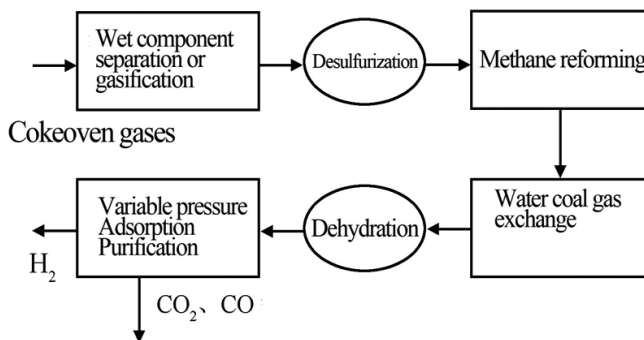 Wet component
separation or
gasification
Desulfurization
Methane reforming
Cokeoven gases
Variable pressure
Adsorption
Purification
Dehydration
Water coal gas
exchange
H₂
CO₂、CO